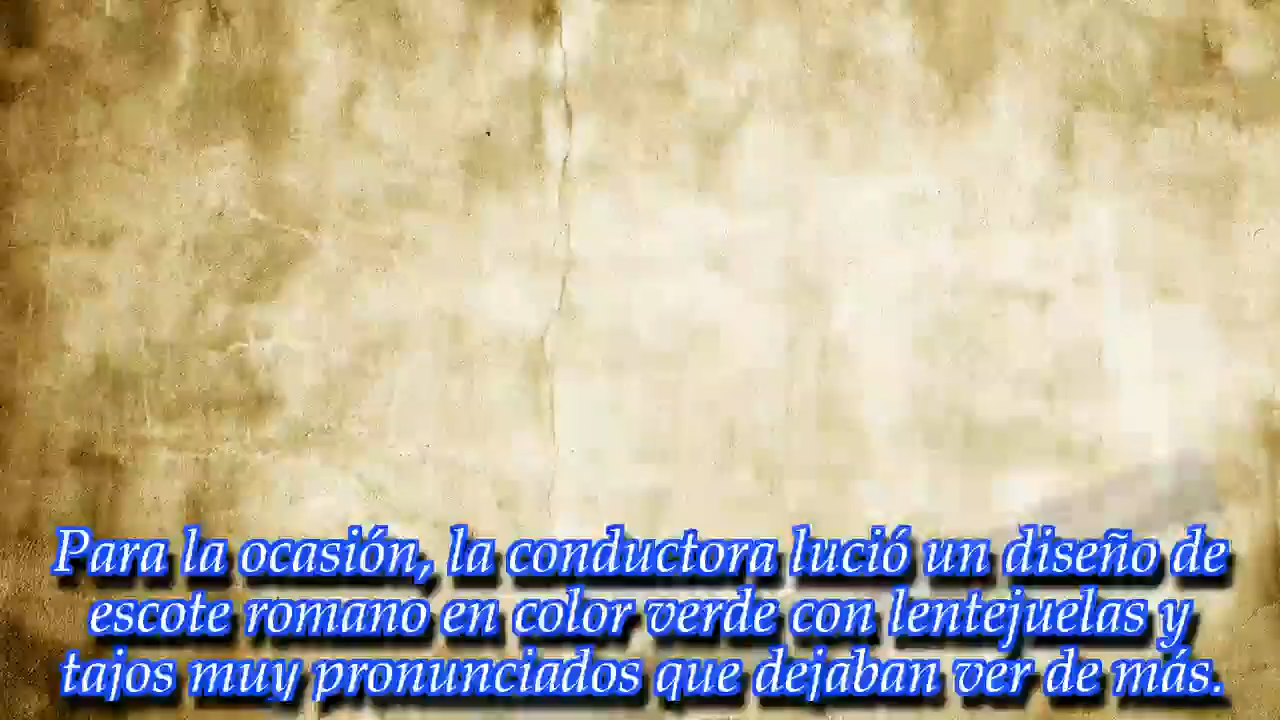 Para la ocasión, la conductora lució un diseño de
escote romano en color verde con lentejuelas y
tajos muy pronunciados que dejaban ver de más.